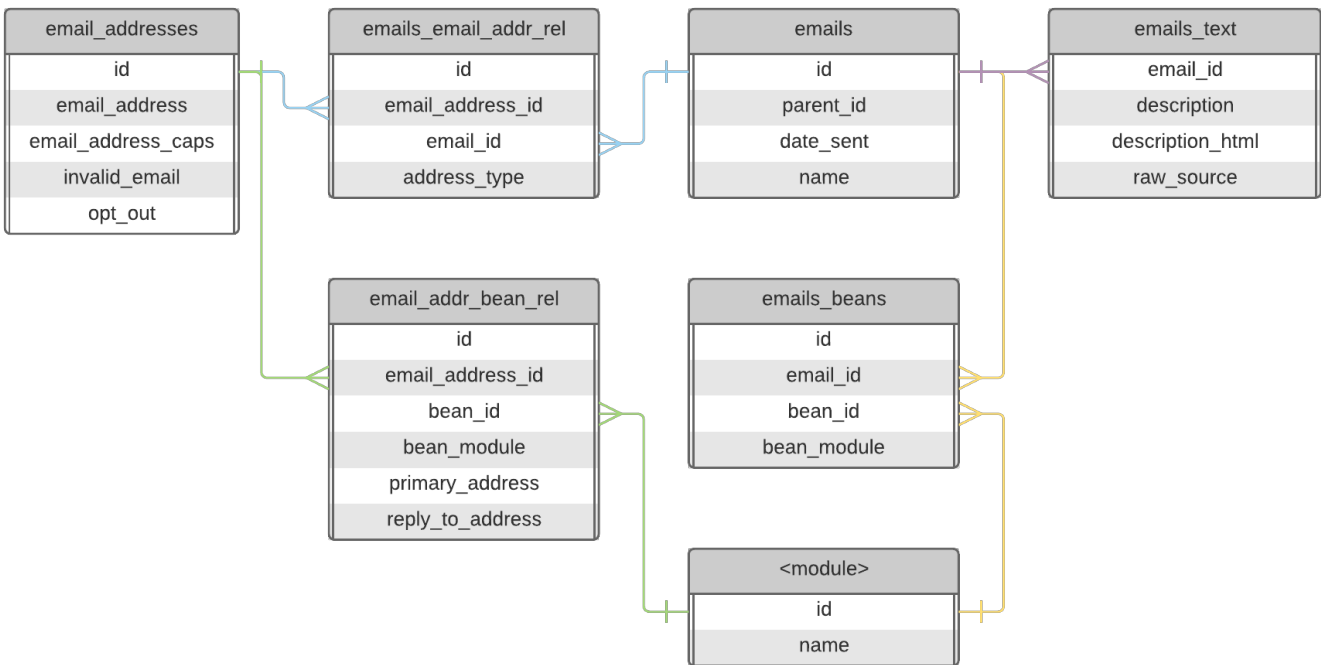 email_addresses
id
email_address
email_address_caps
invalid_email
opt_out
emails_email_addr_rel
id
email_address_id
email_id
address_type
emails
id
parent_id
date_sent
name
emails_text
email_id
description
description_html
raw_source
email_addr_bean_rel
id
email_address_id
bean_id
bean_module
primary_address
reply_to_address
emails_beans
id
email_id
bean_id
bean_module
<module>
id
name